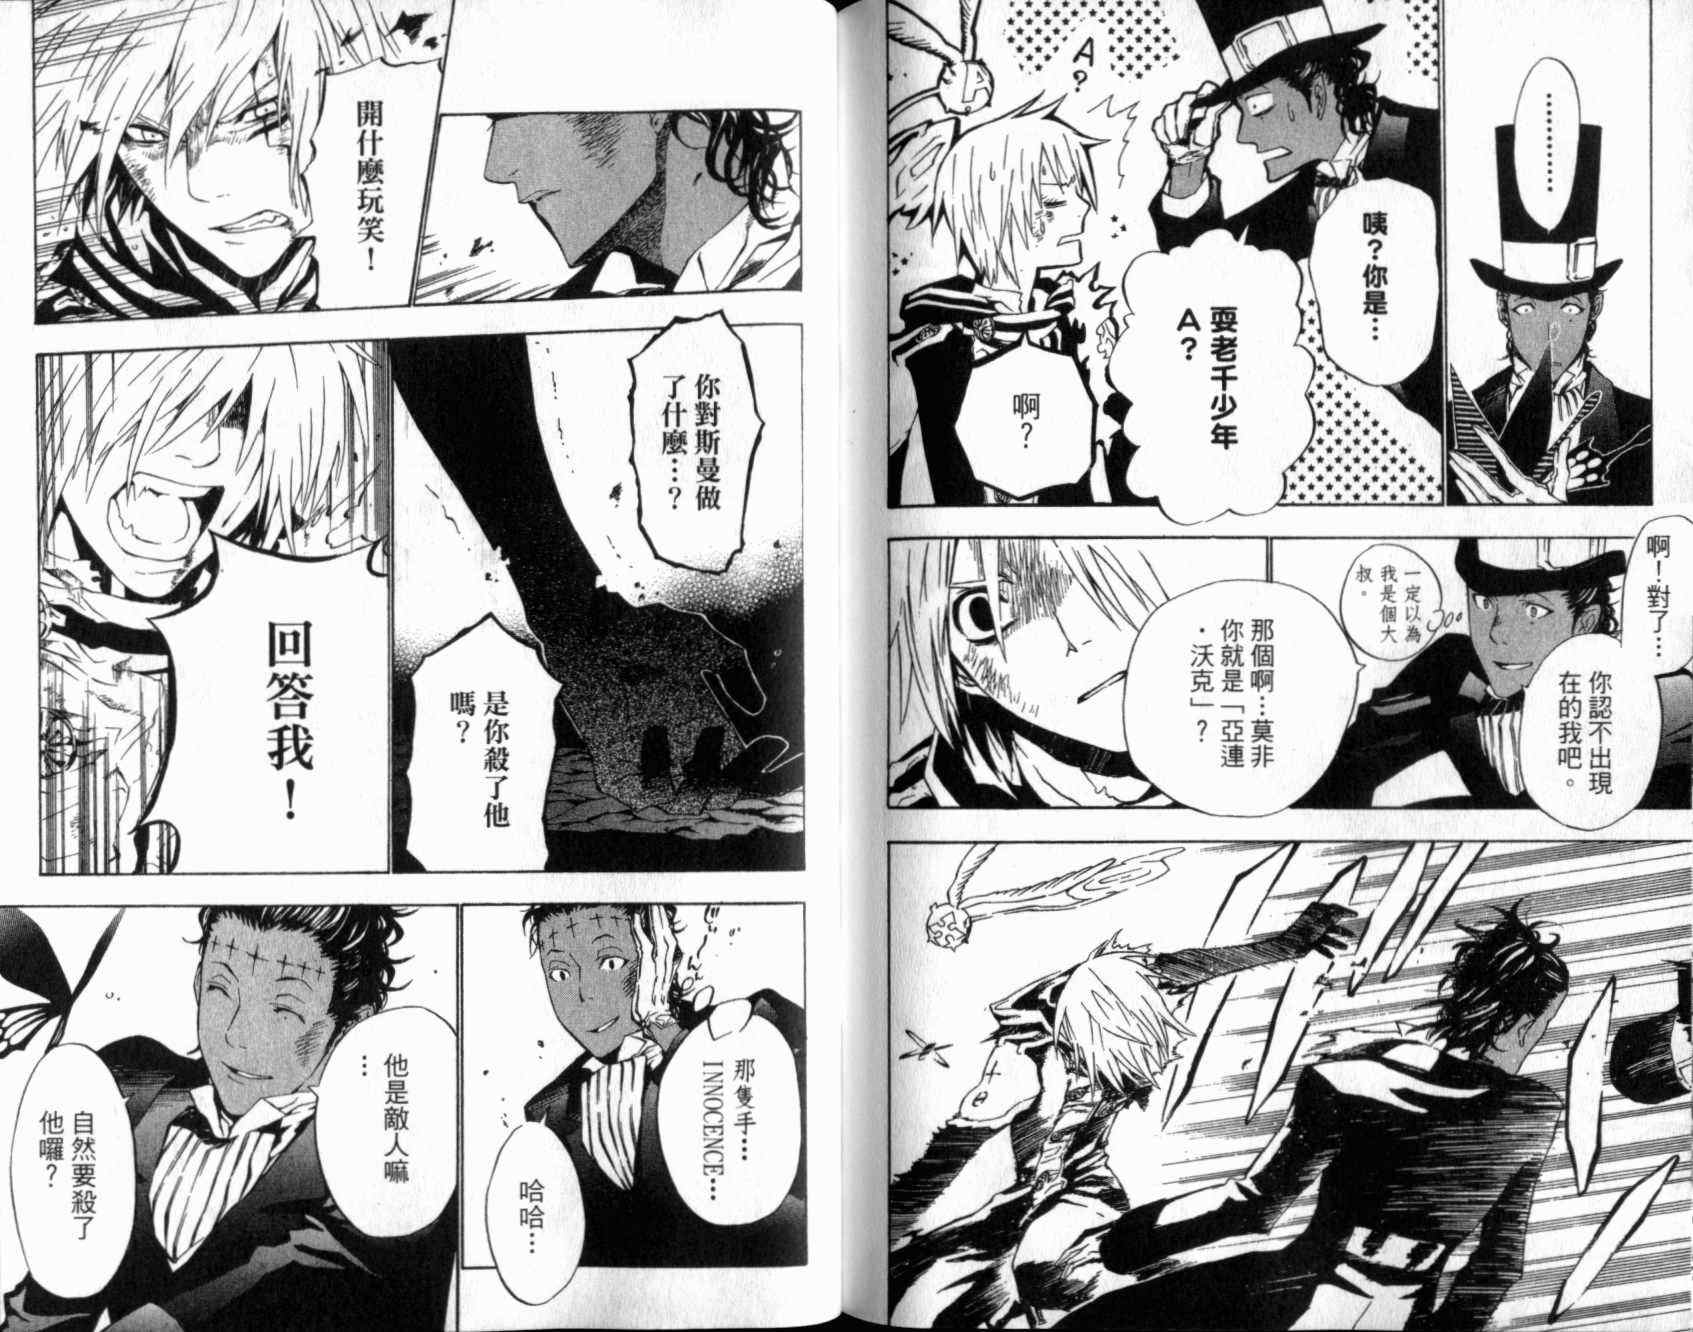 …………
咦？你是…
A？
耍老千少年
A？
啊？
啊！對了…
你認不出現
在的我吧。
一定以為
我是個大
叔。
那個啊…莫非
你就是「亞連
・沃克」？
開什麼玩笑！
你對斯曼做
了什麼…？
是你殺了他
嗎？
回答我！
那隻手…
INNOCENCE…
哈
哈…
他是敵人嘛
…
自然要殺了
他囉？